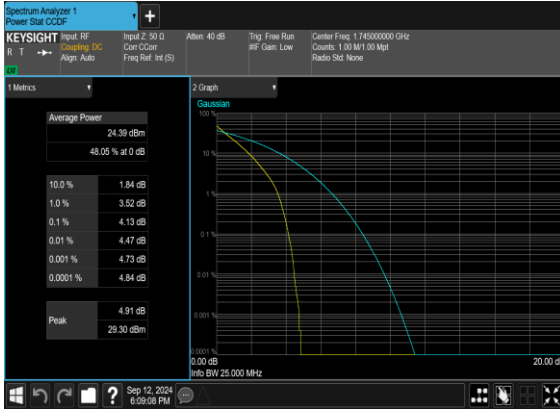 Spectrum Analyzer 1
Power Stat CCDF
+
KEYSIGHT
R T
Input: RF
Coupling: DC
Align: Auto
Input Z: 50 Ω
Corr CCorr
Freq Ref: Int (S)
Atten: 40 dB
Trig: Free Run
#IF Gain: Low
Center Freq: 1.745000000 GHz
Counts: 1.00 M/1.00 Mpt
Radio Std: None
1 Metrics
Average Power
24.39 dBm
48.05 % at 0 dB
10.0 % 1.84 dB
1.0 % 3.52 dB
0.1 % 4.13 dB
0.01 % 4.47 dB
0.001 % 4.73 dB
0.0001 % 4.84 dB
Peak
4.91 dB
29.30 dBm
2 Graph
Gaussian
100 %
10 %
1 %
0.1 %
0.01 %
0.001 %
0.0001 %
0.00 dB
20.00 d
Info BW 25.000 MHz
?
Sep 12, 2024
6:09:08 PM